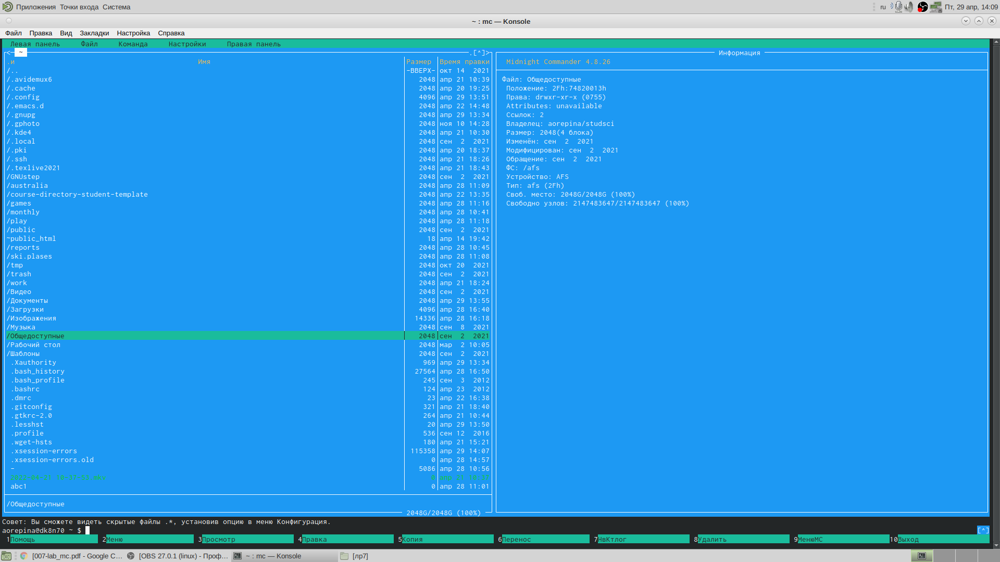 Приложения Точки входа Система
ru
Пт, 29 апр, 14:09
~ : mc — Konsole
Файл Правка Вид Закладки Настройка Справка
Левая панель Файл Команда Настройки Правая панель
<- ~ .[^]>
.и Имя Размер Время правки
/.. -ВВЕРХ- окт 14 2021
/.avidemux6 2048 апр 21 10:39
/.cache 2048 апр 20 19:25
/.config 4096 апр 29 13:51
/.emacs.d 2048 апр 22 14:48
/.gnupg 2048 апр 29 13:34
/.gphoto 2048 ноя 10 14:28
/.kde4 2048 апр 21 10:30
/.local 2048 сен 2 2021
/.pki 2048 апр 20 18:37
/.ssh 2048 апр 21 18:26
/.texlive2021 2048 апр 21 18:43
/GNUstep 2048 сен 2 2021
/australia 2048 апр 28 11:09
/course-directory-student-template 2048 апр 22 13:35
/games 2048 апр 28 11:16
/monthly 2048 апр 28 10:41
/play 2048 апр 28 11:18
/public 2048 сен 2 2021
~public_html 18 апр 14 19:42
/reports 2048 апр 28 10:45
/ski.plases 2048 апр 28 11:08
/tmp 2048 окт 20 2021
/trash 2048 сен 2 2021
/work 2048 апр 21 18:24
/Видео 2048 сен 2 2021
/Документы 2048 апр 29 13:55
/Загрузки 4096 апр 28 16:40
/Изображения 14336 апр 28 16:18
/Музыка 2048 сен 8 2021
/Общедоступные 2048 сен 2 2021
/Рабочий стол 2048 мар 2 10:05
/Шаблоны 2048 сен 2 2021
.Xauthority 969 апр 29 13:34
.bash_history 27564 апр 28 16:50
.bash_profile 245 сен 3 2012
.bashrc 124 апр 23 2012
.dmrc 23 апр 22 16:38
.gitconfig 321 апр 21 18:40
.gtkrc-2.0 264 апр 21 10:44
.lesshst 20 апр 29 13:50
.profile 536 сен 12 2016
.wget-hsts 180 апр 21 15:21
.xsession-errors 115358 апр 29 14:07
.xsession-errors.old 0 апр 28 14:57
- 5086 апр 28 10:56
abc1 0 апр 28 11:01
/Общедоступные
2048G/2048G (100%)
Информация
Midnight Commander 4.8.26
Файл: Общедоступные
Положение: 2Fh:74820013h
Права: drwxr-xr-x (0755)
Attributes: unavailable
Ссылок: 2
Владелец: aorepina/studsci
Размер: 2048(4 блока)
Изменён: сен 2 2021
Модифицирован: сен 2 2021
Обращение: сен 2 2021
ФС: /afs
Устройство: AFS
Тип: afs (2Fh)
Своб. место: 2048G/2048G (100%)
Свободно узлов: 2147483647/2147483647 (100%)
Совет: Вы сможете видеть скрытые файлы .*, установив опцию в меню Конфигурация.
aorepina@dk8n70 ~ $
[^]
1Помощь 2Меню 3Просмотр 4Правка 5Копия 6Перенос 7НвКтлог 8Удалить 9МенюМС 10Выход
[007-lab_mc.pdf - Google C... [OBS 27.0.1 (linux) - Проф... ~ : mc — Konsole [лр7]